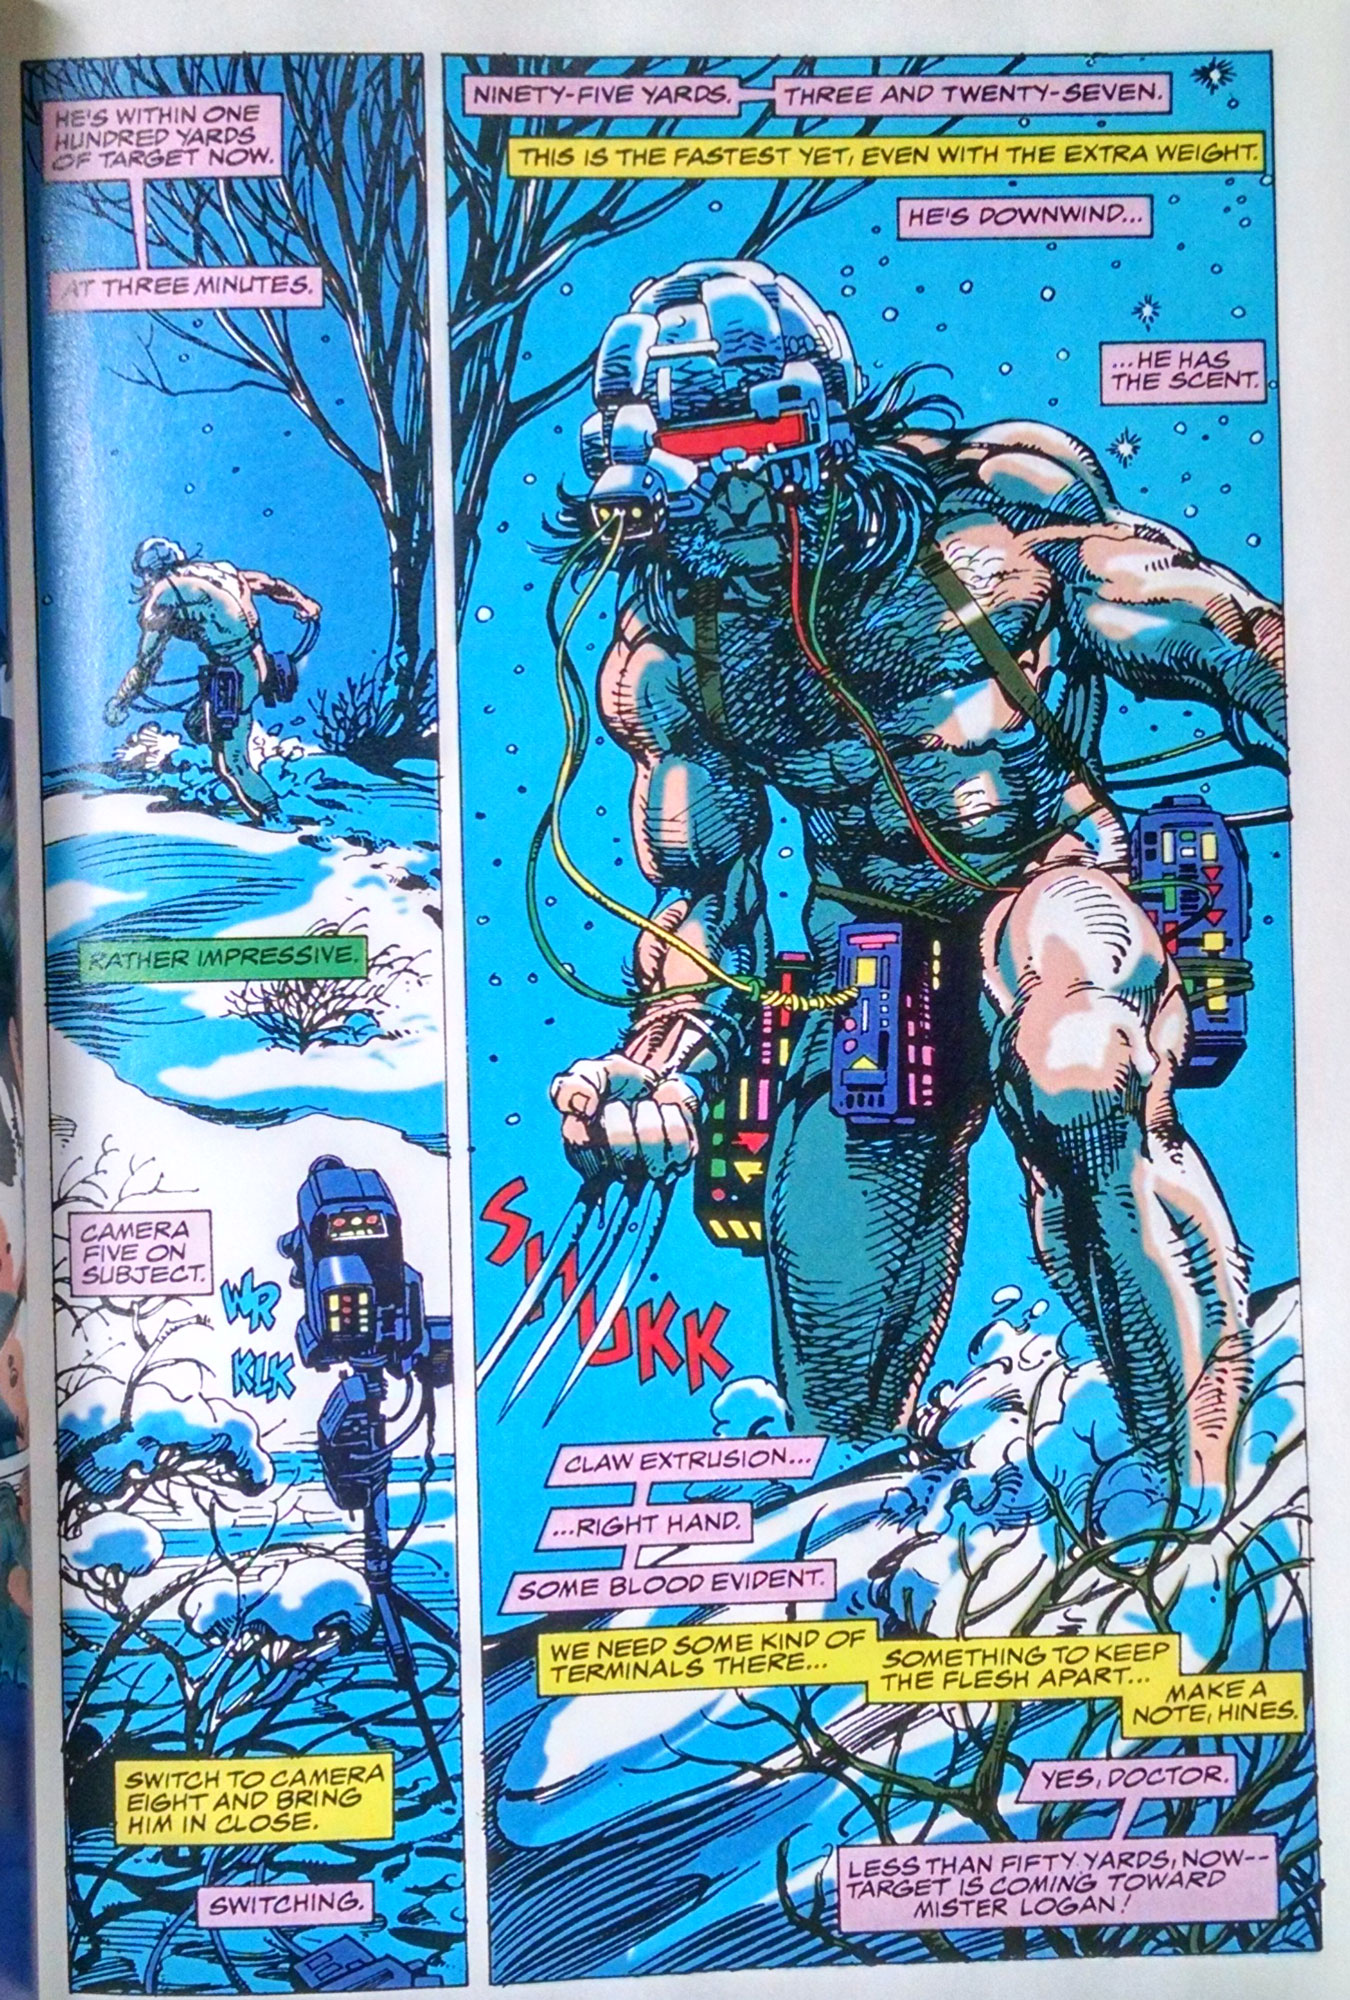 HE'S WITHIN ONE
HUNDRED YARDS
OF TARGET NOW.
AT THREE MINUTES.
RATHER IMPRESSIVE.
CAMERA
FIVE ON
SUBJECT.
WR
KLK
SWITCH TO CAMERA
EIGHT AND BRING
HIM IN CLOSE.
SWITCHING.
NINETY-FIVE YARDS.
THREE AND TWENTY-SEVEN.
THIS IS THE FASTEST YET, EVEN WITH THE EXTRA WEIGHT.
HE'S DOWNWIND...
...HE HAS
THE SCENT.
SHUKK
CLAW EXTRUSION...
...RIGHT HAND.
SOME BLOOD EVIDENT.
WE NEED SOME KIND OF
TERMINALS THERE...
SOMETHING TO KEEP
THE FLESH APART...
MAKE A
NOTE, HINES.
YES, DOCTOR.
LESS THAN FIFTY YARDS, NOW--
TARGET IS COMING TOWARD
MISTER LOGAN!